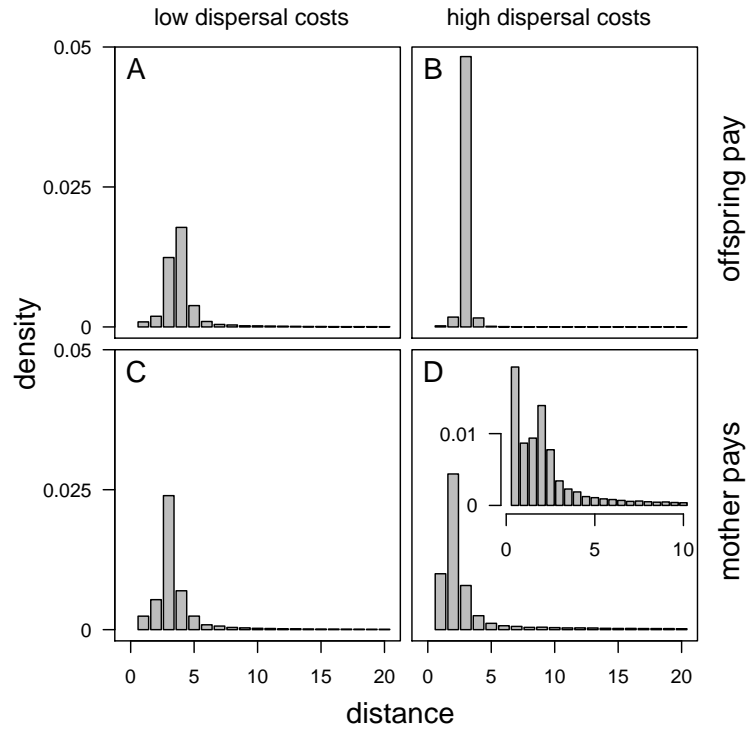 low dispersal costs
high dispersal costs
A
B
0.05
0.025
0
offspring pay
density
C
D
0.05
0.025
0
0.01
0
0 5 10
mother pays
0 5 10 15 20
0 5 10 15 20
distance